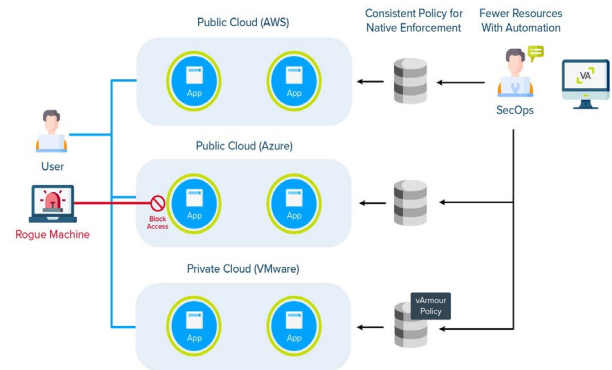 Public Cloud (AWS)
Consistent Policy for
Native Enforcement
Fewer Resources
With Automation
App
App
VA
SecOps
User
Public Cloud (Azure)
App
App
Block
Access
Rogue Machine
Private Cloud (VMware)
vArmour
Policy
App
App